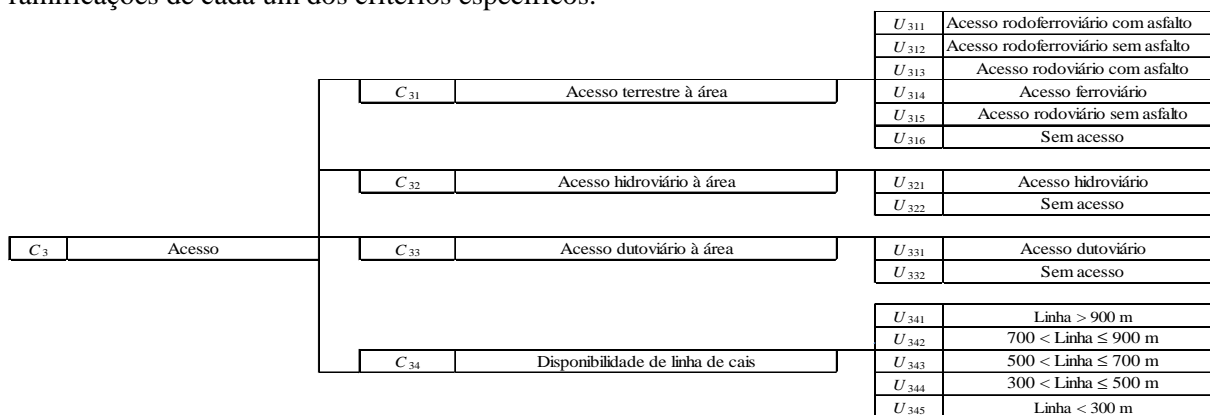 ramificações de cada um dos critérios específicos.
U311 Acesso rodoferroviário com asfalto
U312 Acesso rodoferroviário sem asfalto
U313 Acesso rodoviário com asfalto
C31 Acesso terrestre à área U314 Acesso ferroviário
U315 Acesso rodoviário sem asfalto
U316 Sem acesso
C32 Acesso hidroviário à área U321 Acesso hidroviário
U322 Sem acesso
C3 Acesso C33 Acesso dutoviário à área U331 Acesso dutoviário
U332 Sem acesso
U341 Linha > 900 m
U342 700 < Linha ≤ 900 m
C34 Disponibilidade de linha de cais U343 500 < Linha ≤ 700 m
U344 300 < Linha ≤ 500 m
U345 Linha < 300 m